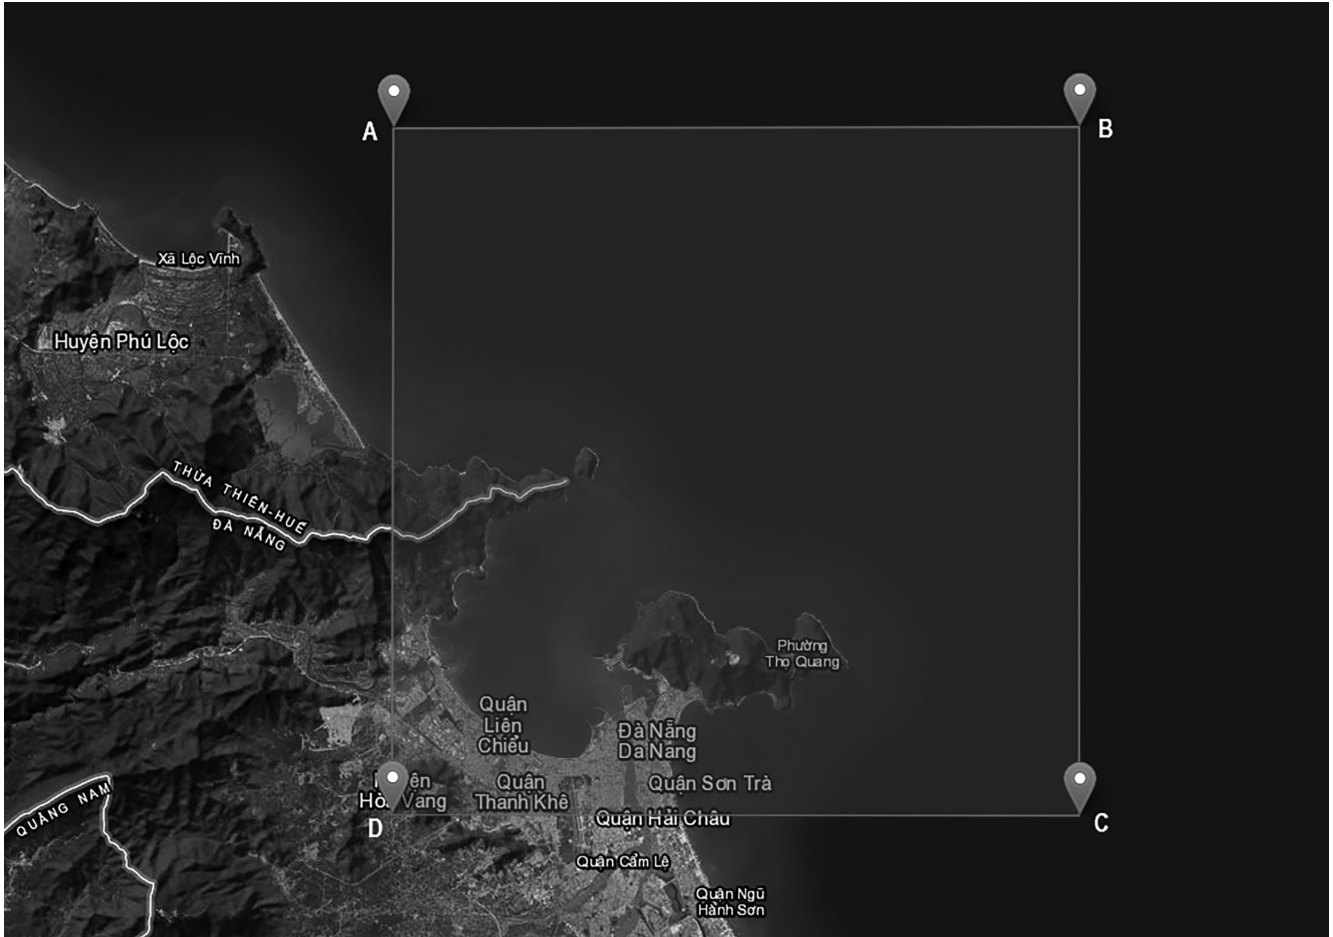 A
B
Xã Lộc Vĩnh
Huyện Phú Lộc
THỪA THIÊN-HUẾ
ĐÀ NẴNG
Phường
Thọ Quang
Quận
Liên
Chiểu
Đà Nẵng
Da Nang
Quận Sơn Trà
Quận
Thanh Khê
Vang
QUẢNG NAM
Quận Hải Châu
D
C
Quận Cẩm Lệ
Quận Ngũ
Hành Sơn